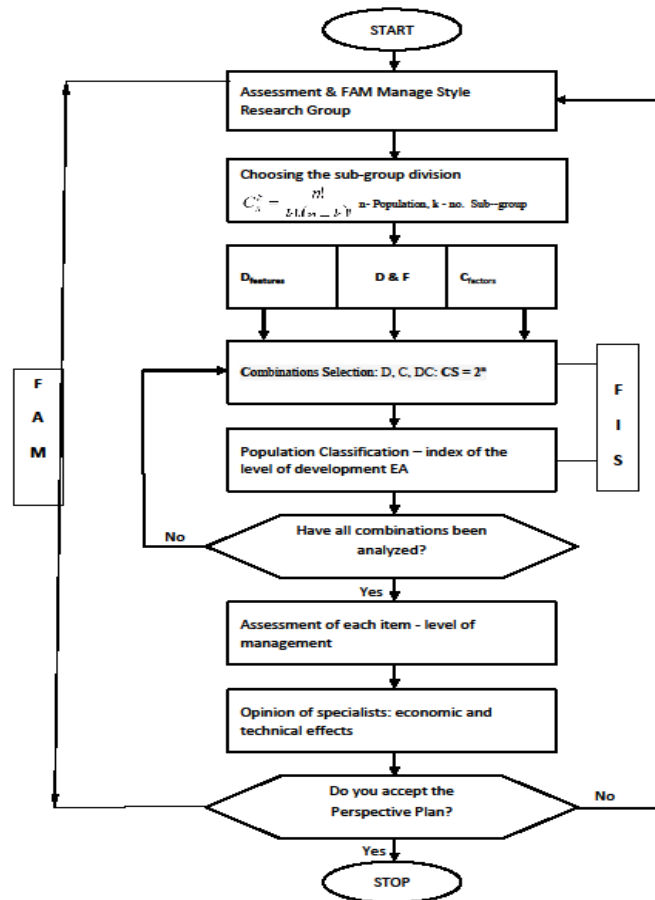 START
Assessment & FAM Manage Style
Research Group
Choosing the sub-group division
n- Population, k - no. Sub--group
D features
D & F
C factors
Combinations Selection: D, C, DC: CS = 2ⁿ
F
I
S
F
A
M
Population Classification – index of the
level of development EA
Have all combinations been
analyzed?
No
Yes
Assessment of each item - level of
management
Opinion of specialists: economic and
technical effects
Do you accept the
Perspective Plan?
No
Yes
STOP